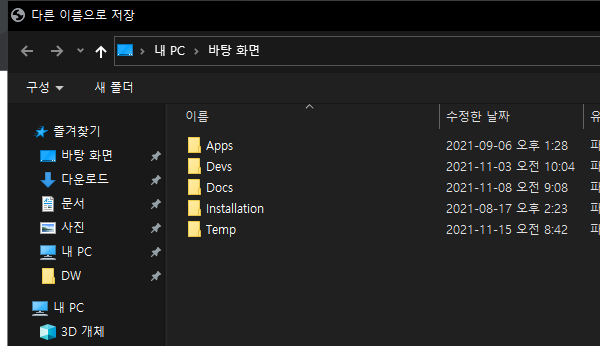 다른 이름으로 저장
내 PC > 바탕 화면
구성 새 폴더
이름 수정한 날짜 유
즐겨찾기
바탕 화면
다운로드
문서
사진
내 PC
DW
내 PC
3D 개체
Apps 2021-09-06 오후 1:28 파
Devs 2021-11-03 오전 10:04 파
Docs 2021-11-08 오전 9:08 파
Installation 2021-08-17 오후 2:23 파
Temp 2021-11-15 오전 8:42 파